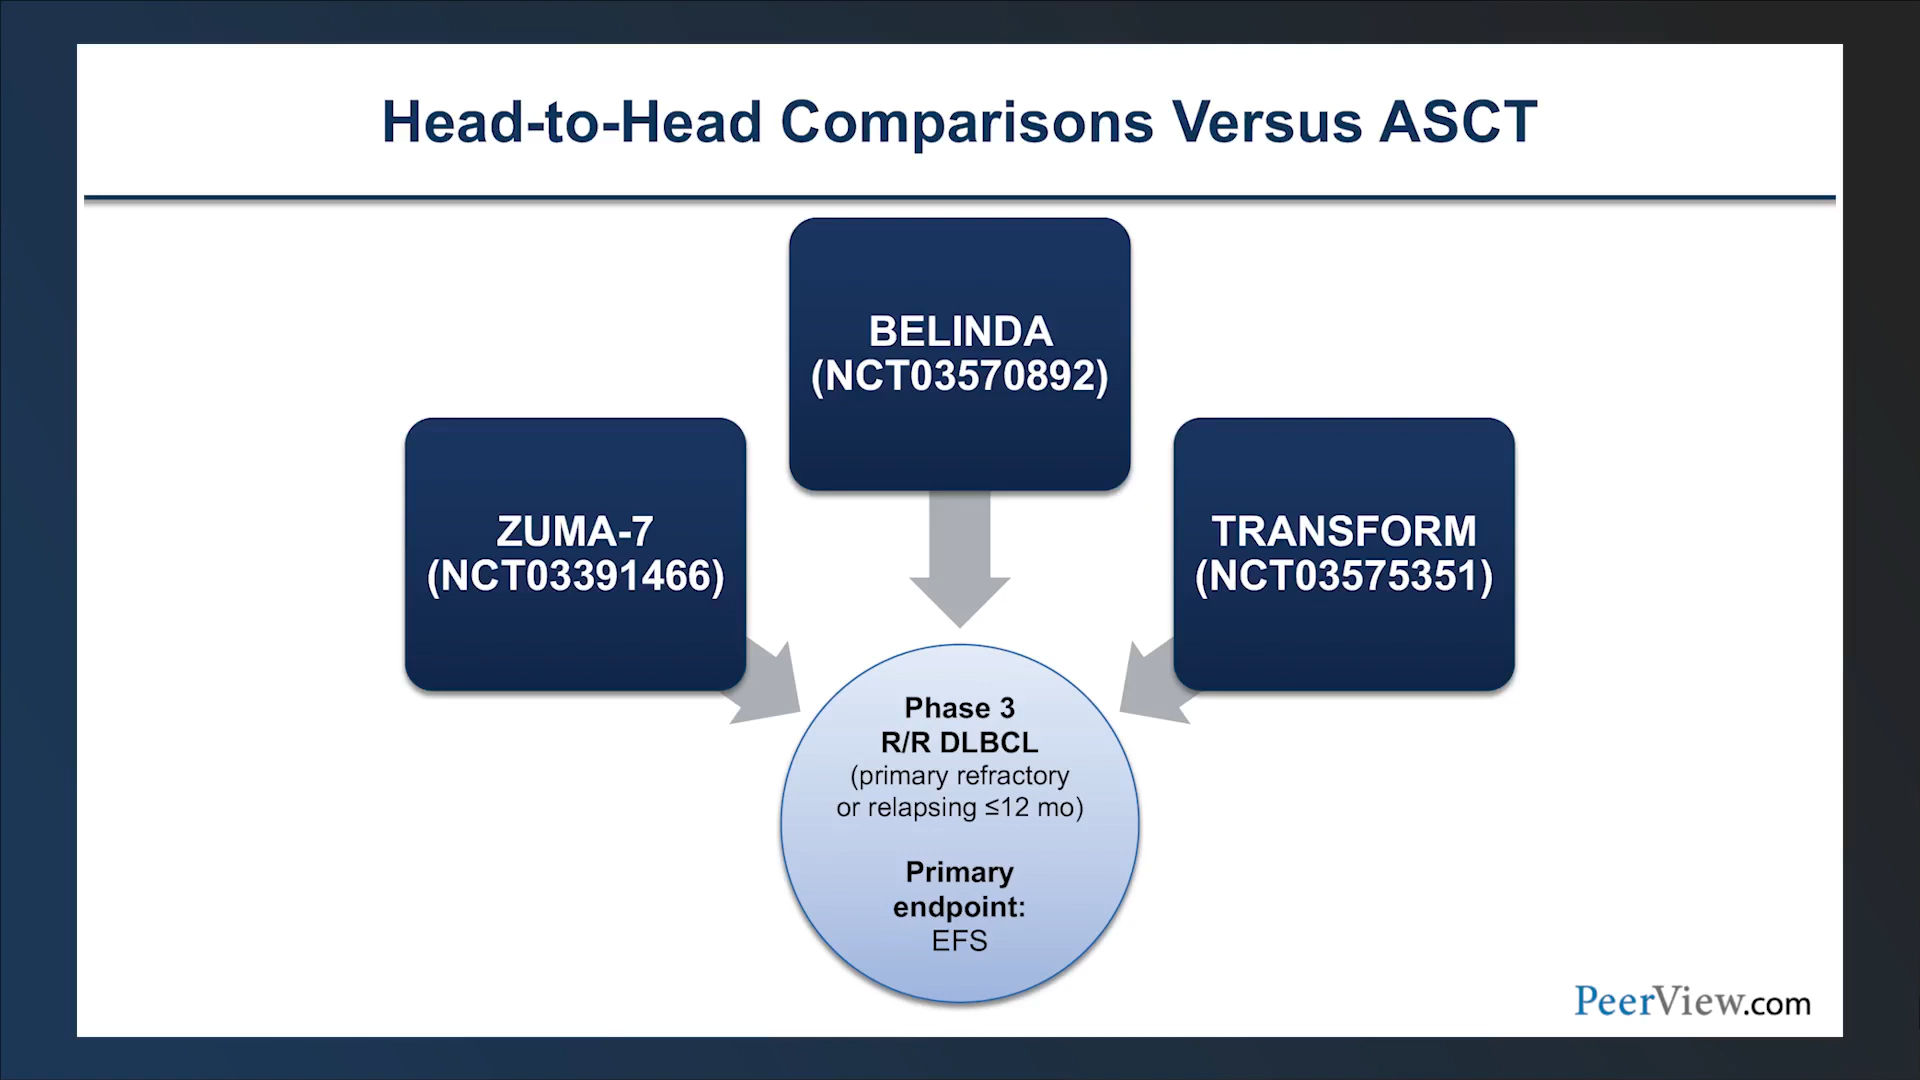 Head-to-Head Comparisons Versus ASCT
BELINDA
(NCT03570892)
ZUMA-7
(NCT03391466)
TRANSFORM
(NCT03575351)
Phase 3
R/R DLBCL
(primary refractory
or relapsing ≤12 mo)
Primary
endpoint:
EFS
PeerView.com